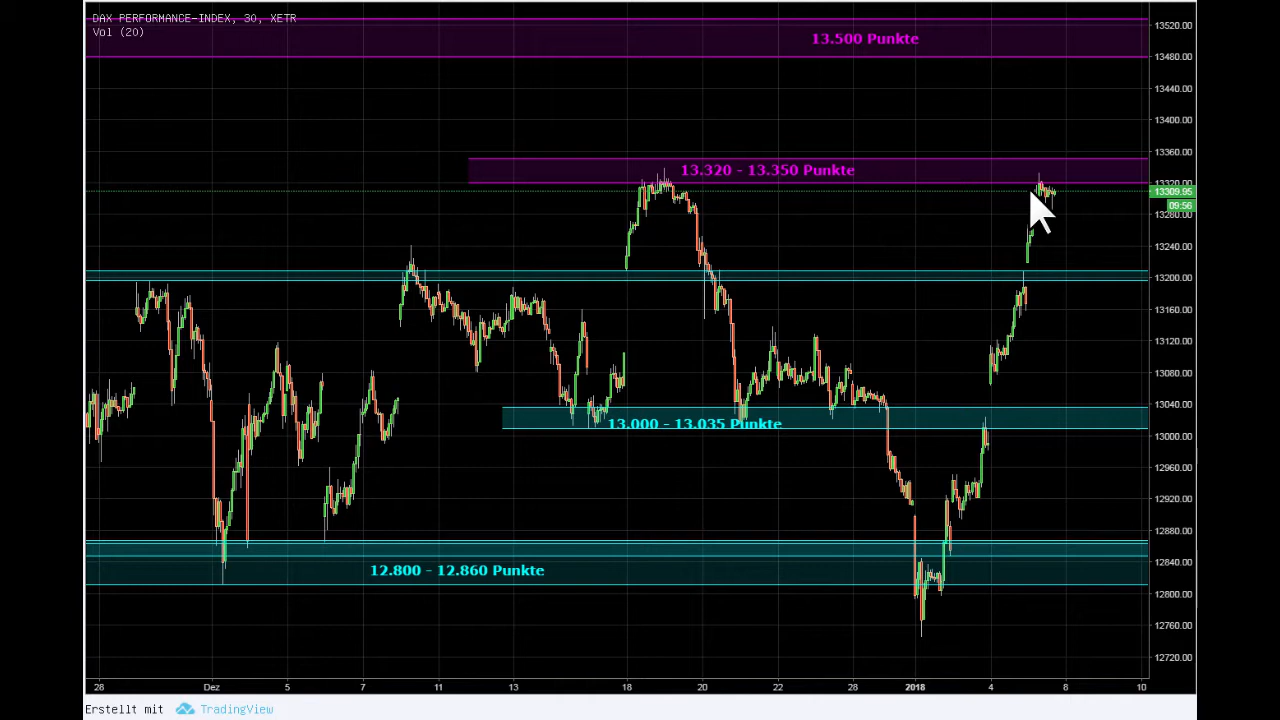 DAX PERFORMANCE-INDEX, 30, XETR
Vol (20)
13.500 Punkte
13.320 - 13.350 Punkte
13.000 - 13.035 Punkte
12.800 - 12.860 Punkte
13520.00
13480.00
13440.00
13400.00
13360.00
13320.00
13309.95
09:56
13280.00
13240.00
13200.00
13160.00
13120.00
13080.00
13040.00
13000.00
12960.00
12920.00
12880.00
12840.00
12800.00
12760.00
12720.00
28 Dez 5 7 11 13 18 20 22 28 2018 4 8 10
Erstellt mit TradingView